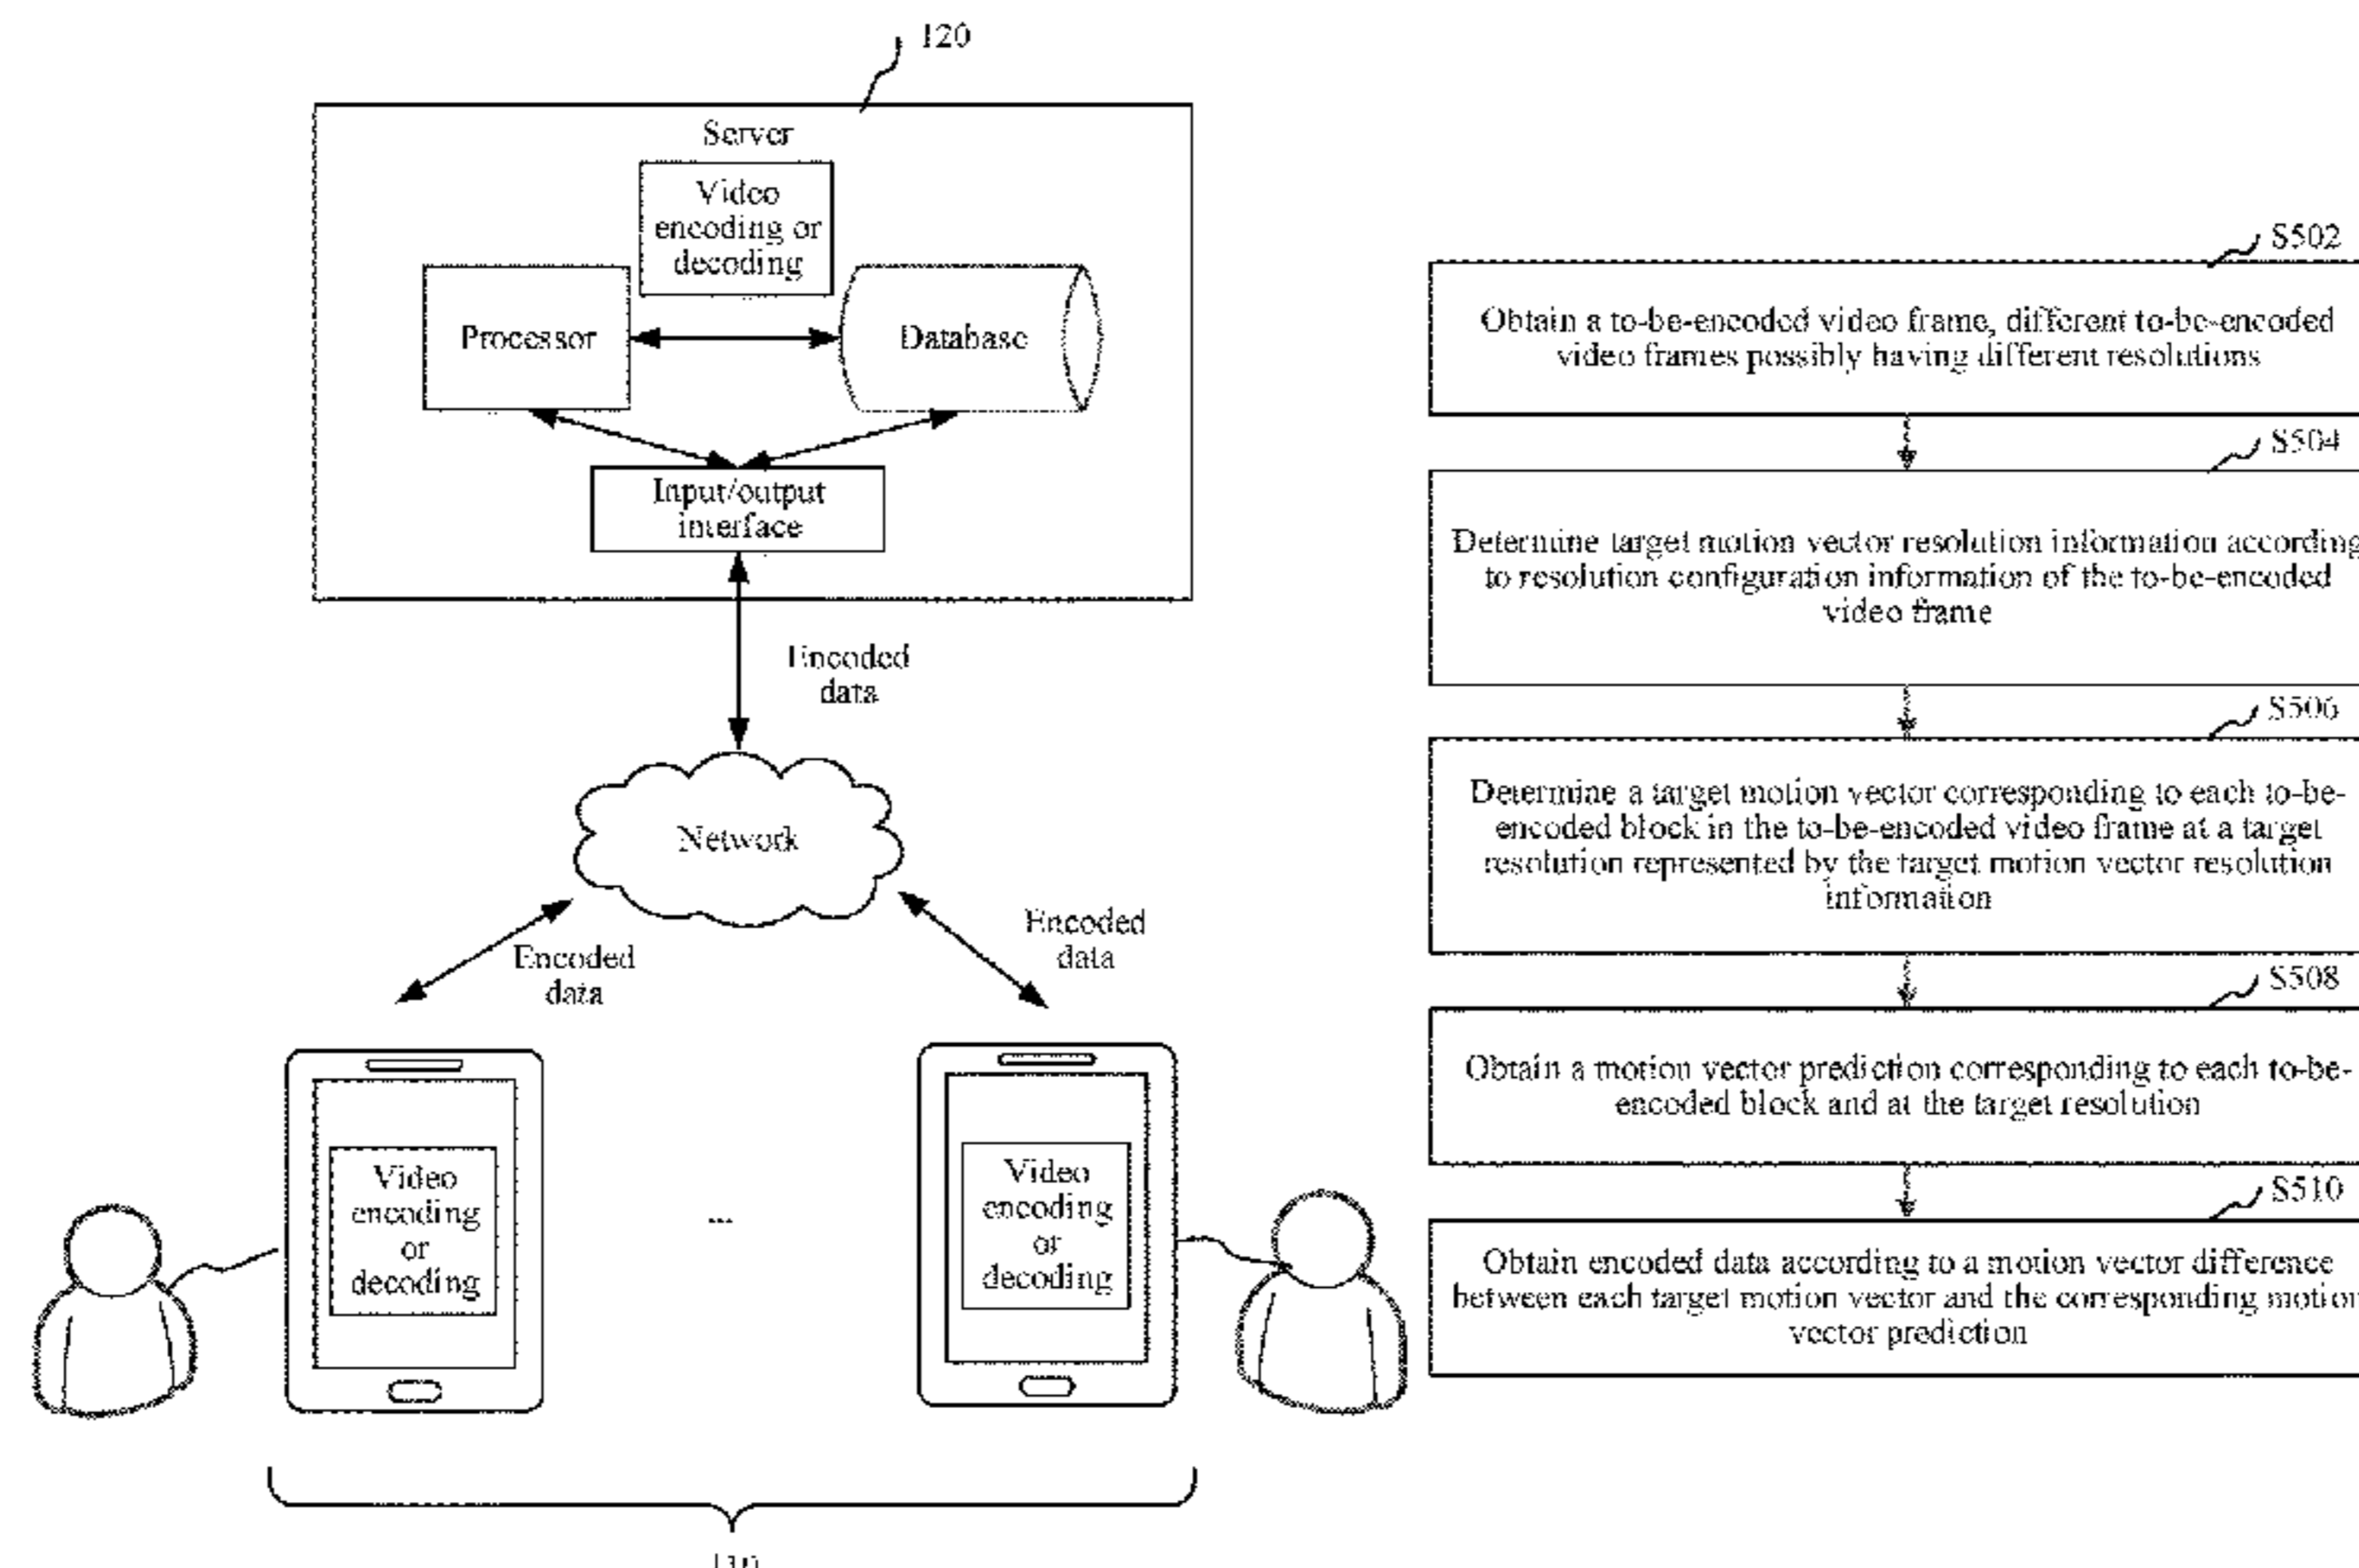 120
Server
Video
encoding or
decoding
Processor
Database
Input/output
interface
Encoded
data
Network
Encoded
data
Encoded
data
Video
encoding
or
decoding
...
Video
encoding
or
decoding
S502
Obtain a to-be-encoded video frame, different to-be-encoded
video frames possibly having different resolutions
S504
Determine target motion vector resolution information according
to resolution configuration information of the to-be-encoded
video frame
S506
Determine a target motion vector corresponding to each to-be-
encoded block in the to-be-encoded video frame at a target
resolution represented by the target motion vector resolution
information
S508
Obtain a motion vector prediction corresponding to each to-be-
encoded block and at the target resolution
S510
Obtain encoded data according to a motion vector difference
between each target motion vector and the corresponding motion
vector prediction